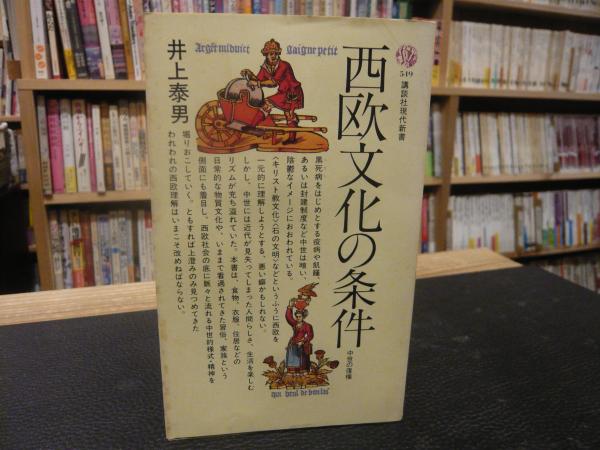 西欧文化の条件
中世の復権
549
講談社現代新書
井上泰男
黒死病をはじめとする疫病や飢饉、
あるいは封建制度など中世は暗い、
陰鬱なイメージにおおわれている。
〈キリスト教文化〉〈石の文明〉などというふうに西欧を
一元的に理解しようとする、悪い癖かもしれない。
しかし、中世には近代が見失ってしまった人間らしさ、生活を楽しむ
リズムが充ち溢れていた。本書は、食物、衣服、住居などの
日常的な物質文化や、いままで看過されてきた習俗、家族という
側面にも着目し、西欧社会の底に脈々と流れる中世的様式・精神を
掘りおこしていく。ともすれば上澄みのみ見つめてきた
われわれの西欧理解はいまこそ改めねばならない。